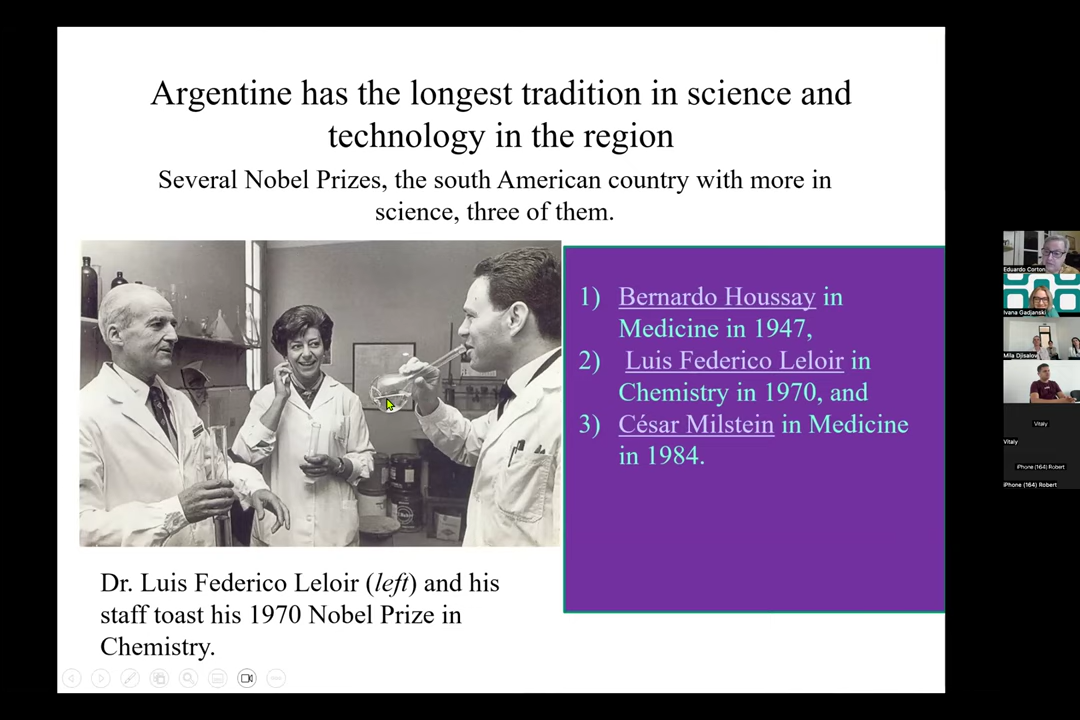 Argentine has the longest tradition in science and
technology in the region
Several Nobel Prizes, the south American country with more in
science, three of them.
1) Bernardo Houssay in
Medicine in 1947,
2) Luis Federico Leloir in
Chemistry in 1970, and
3) César Milstein in Medicine
in 1984.
Dr. Luis Federico Leloir (left) and his
staff toast his 1970 Nobel Prize in
Chemistry.
Eduardo Corton
Ivana Gadjanski
Mila Djisalov
Vitaly
Vitaly
iPhone (164) Robert
iPhone (164) Robert